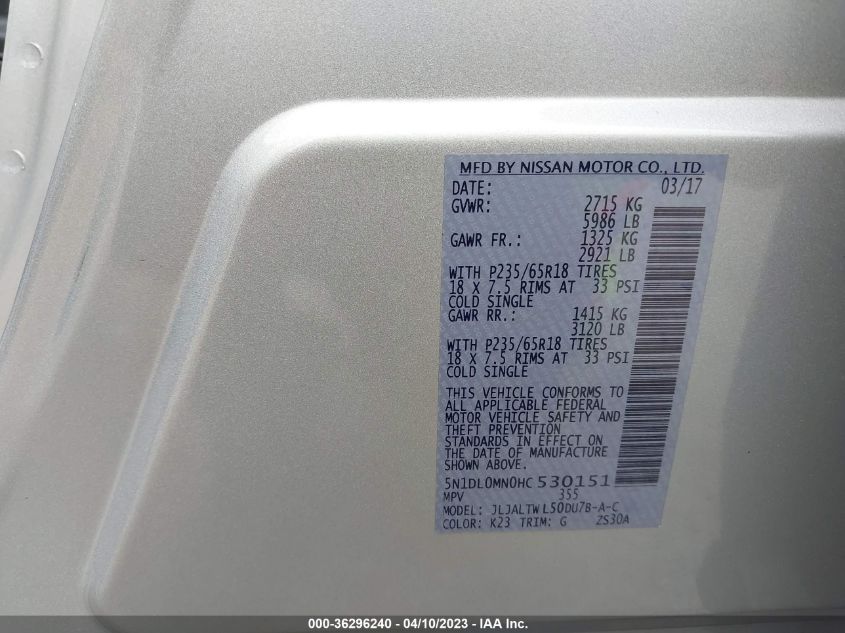 MFD BY NISSAN MOTOR CO., LTD.
DATE: 03/17
GVWR: 2715 KG
5986 LB
GAWR FR.: 1325 KG
2921 LB
WITH P235/65R18 TIRES
18 X 7.5 RIMS AT 33 PSI
COLD SINGLE
GAWR RR.: 1415 KG
3120 LB
WITH P235/65R18 TIRES
18 X 7.5 RIMS AT 33 PSI
COLD SINGLE
THIS VEHICLE CONFORMS TO
ALL APPLICABLE FEDERAL
MOTOR VEHICLE SAFETY AND
THEFT PREVENTION
STANDARDS IN EFFECT ON
THE DATE OF MANUFACTURE
SHOWN ABOVE.
5N1DL0MN0HC530151
MPV 355
MODEL: JLJALTWL50DU7B-A-C
COLOR: K23 TRIM: G ZS30A
000-36296240 - 04/10/2023 - IAA Inc.